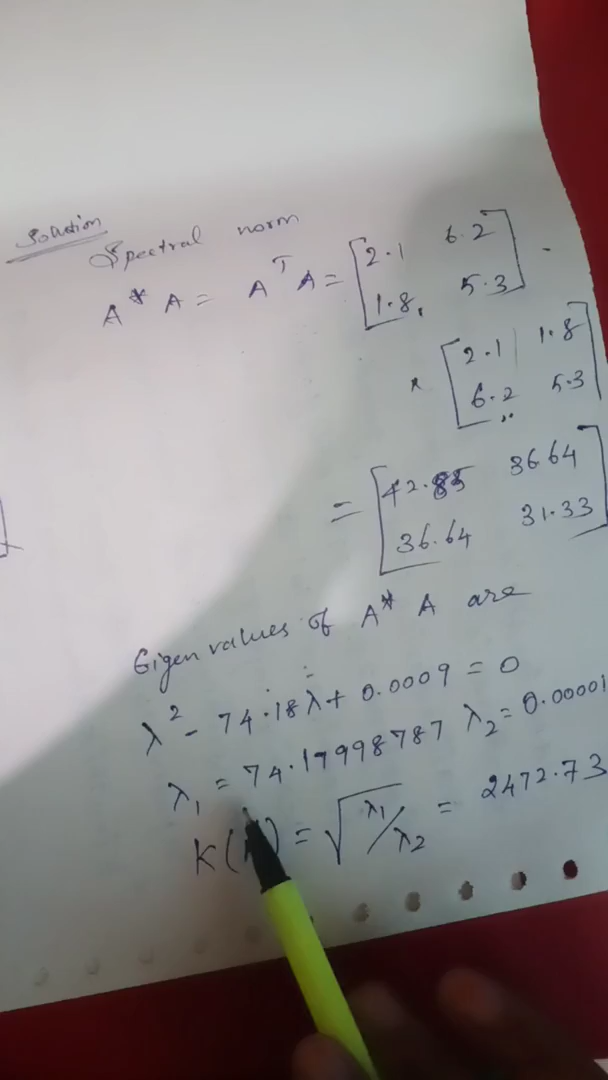 Solution
Spectral norm
A* A = A^T A = [2.1 6.2
1.8 5.3] .
× [2.1 1.8
6.2 5.3]
= [42.85 36.64
36.64 31.33]
Eigen values of A* A are
λ² - 74.18λ + 0.0009 = 0
λ₁ = 74.17998787 λ₂ = 0.00001
K( ) = √λ₁/λ₂ = 2472.73